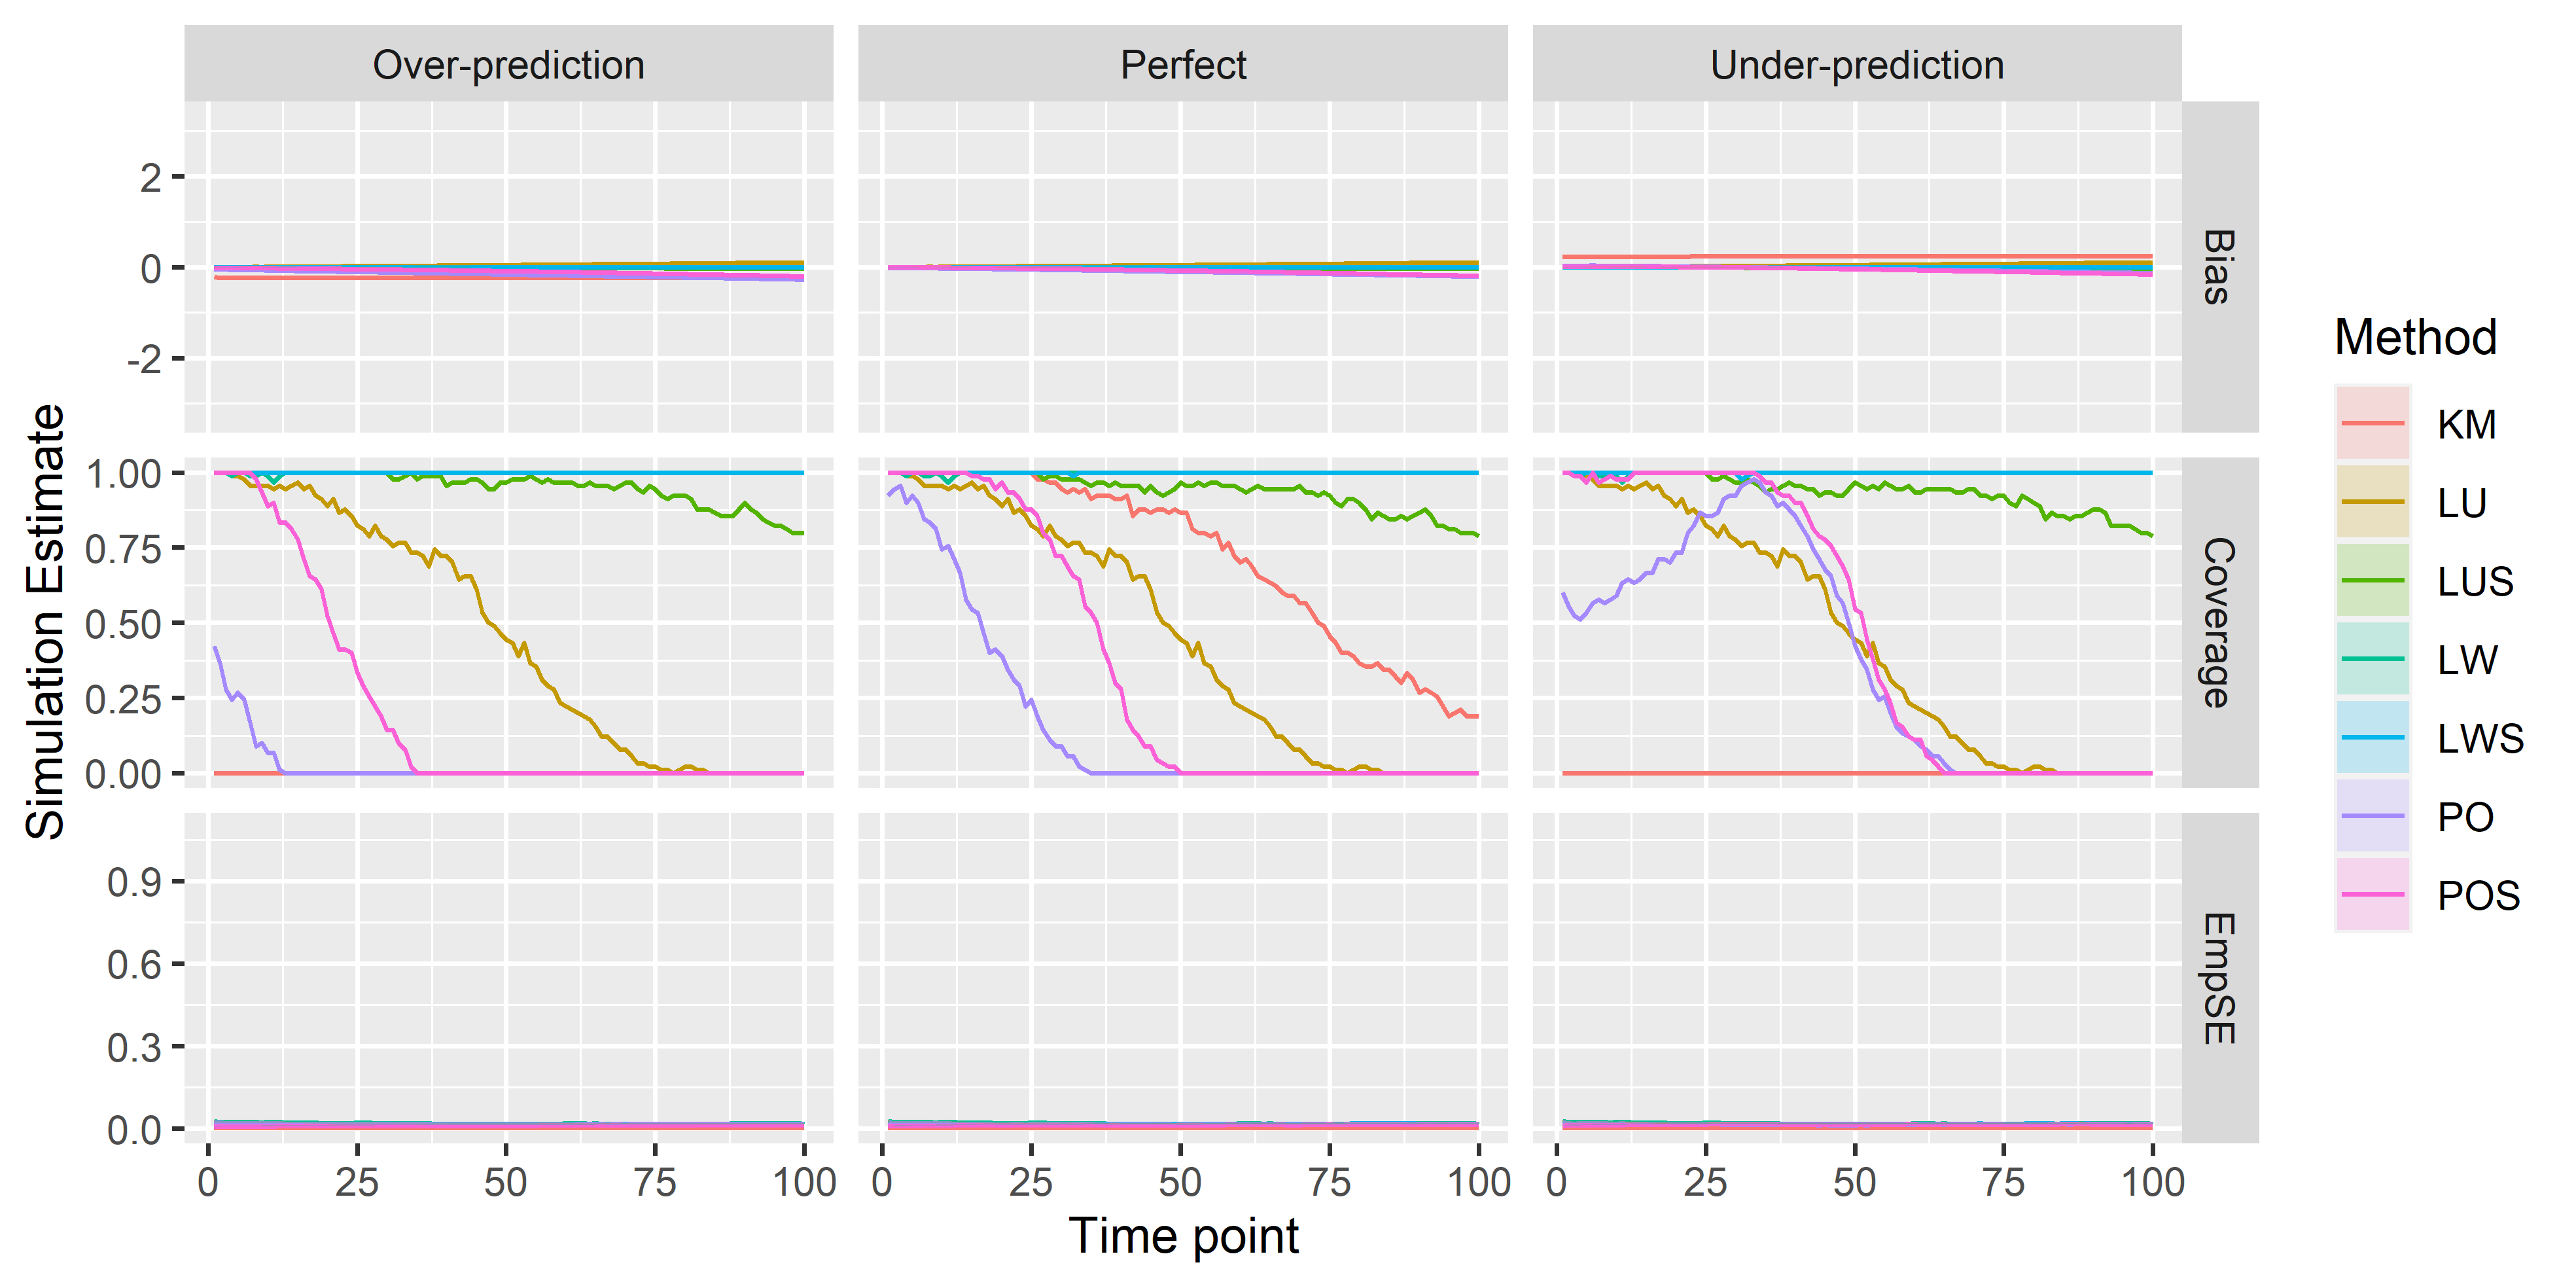 Over-prediction
Perfect
Under-prediction
2
0
-2
Bias
1.00
0.75
0.50
0.25
0.00
Coverage
0.9
0.6
0.3
0.0
EmpSE
0 25 50 75 100
0 25 50 75 100
0 25 50 75 100
Time point
Simulation Estimate
Method
KM
LU
LUS
LW
LWS
PO
POS